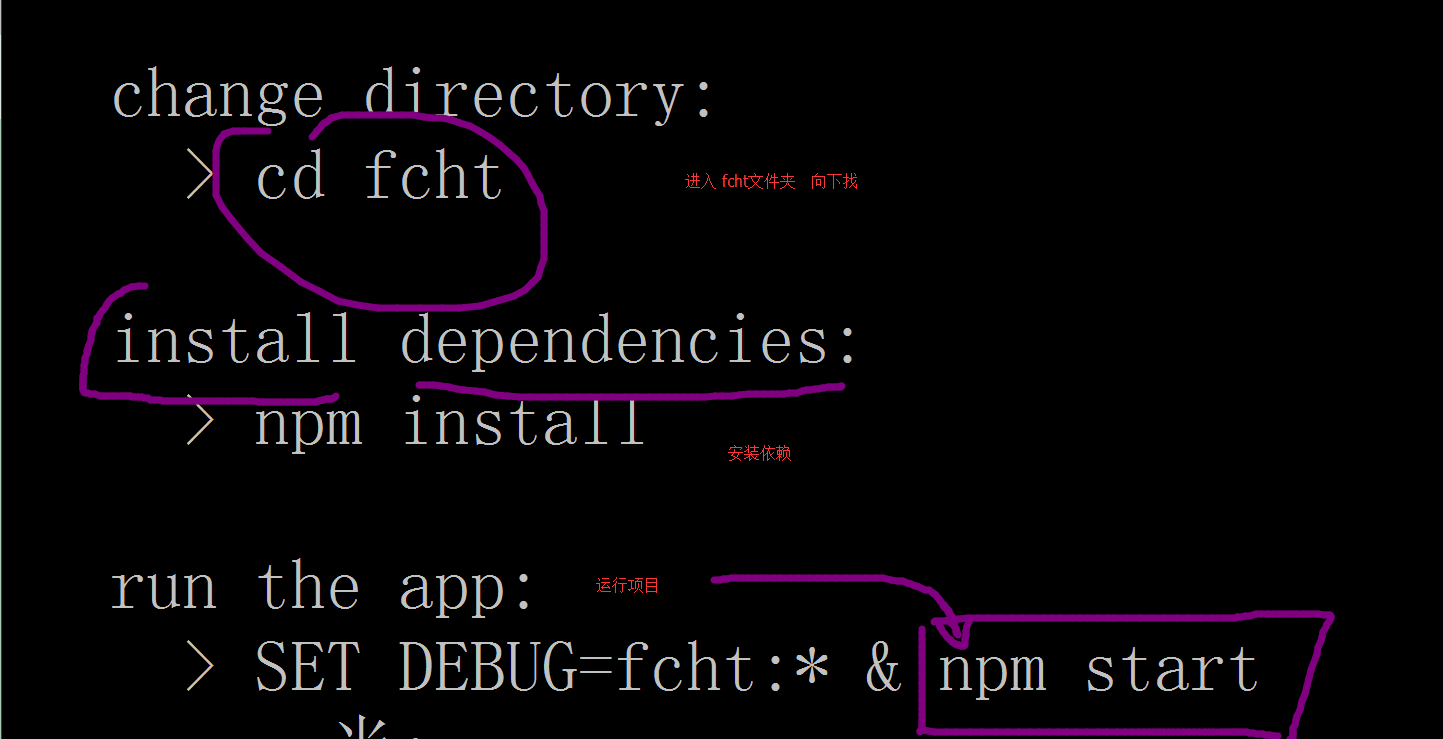 change directory:
> cd fcht
进入 fcht文件夹 向下找
install dependencies:
> npm install
安装依赖
run the app:
运行项目
> SET DEBUG=fcht:* & npm start